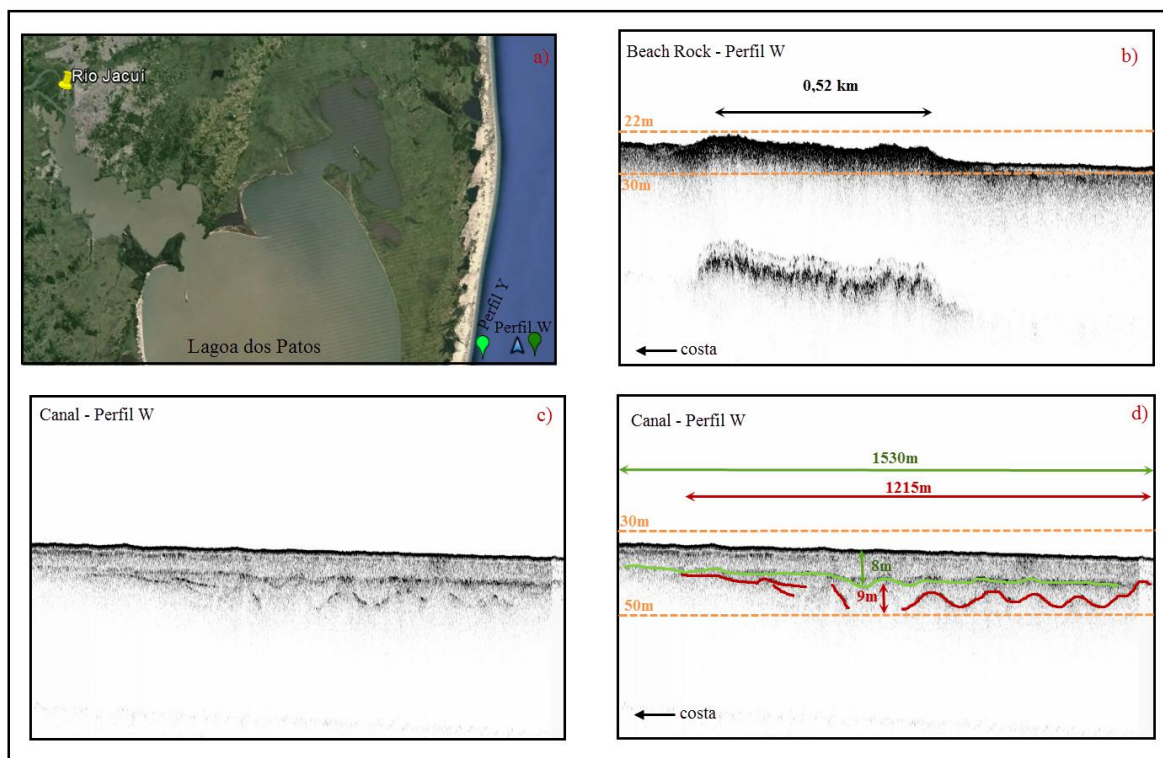 a)
Rio Jacuí
Lagoa dos Patos
Perfil Y
Perfil W
Beach Rock - Perfil W
b)
0,52 km
22m
30m
costa
Canal - Perfil W
c)
Canal - Perfil W
d)
1530m
1215m
30m
8m
9m
50m
costa